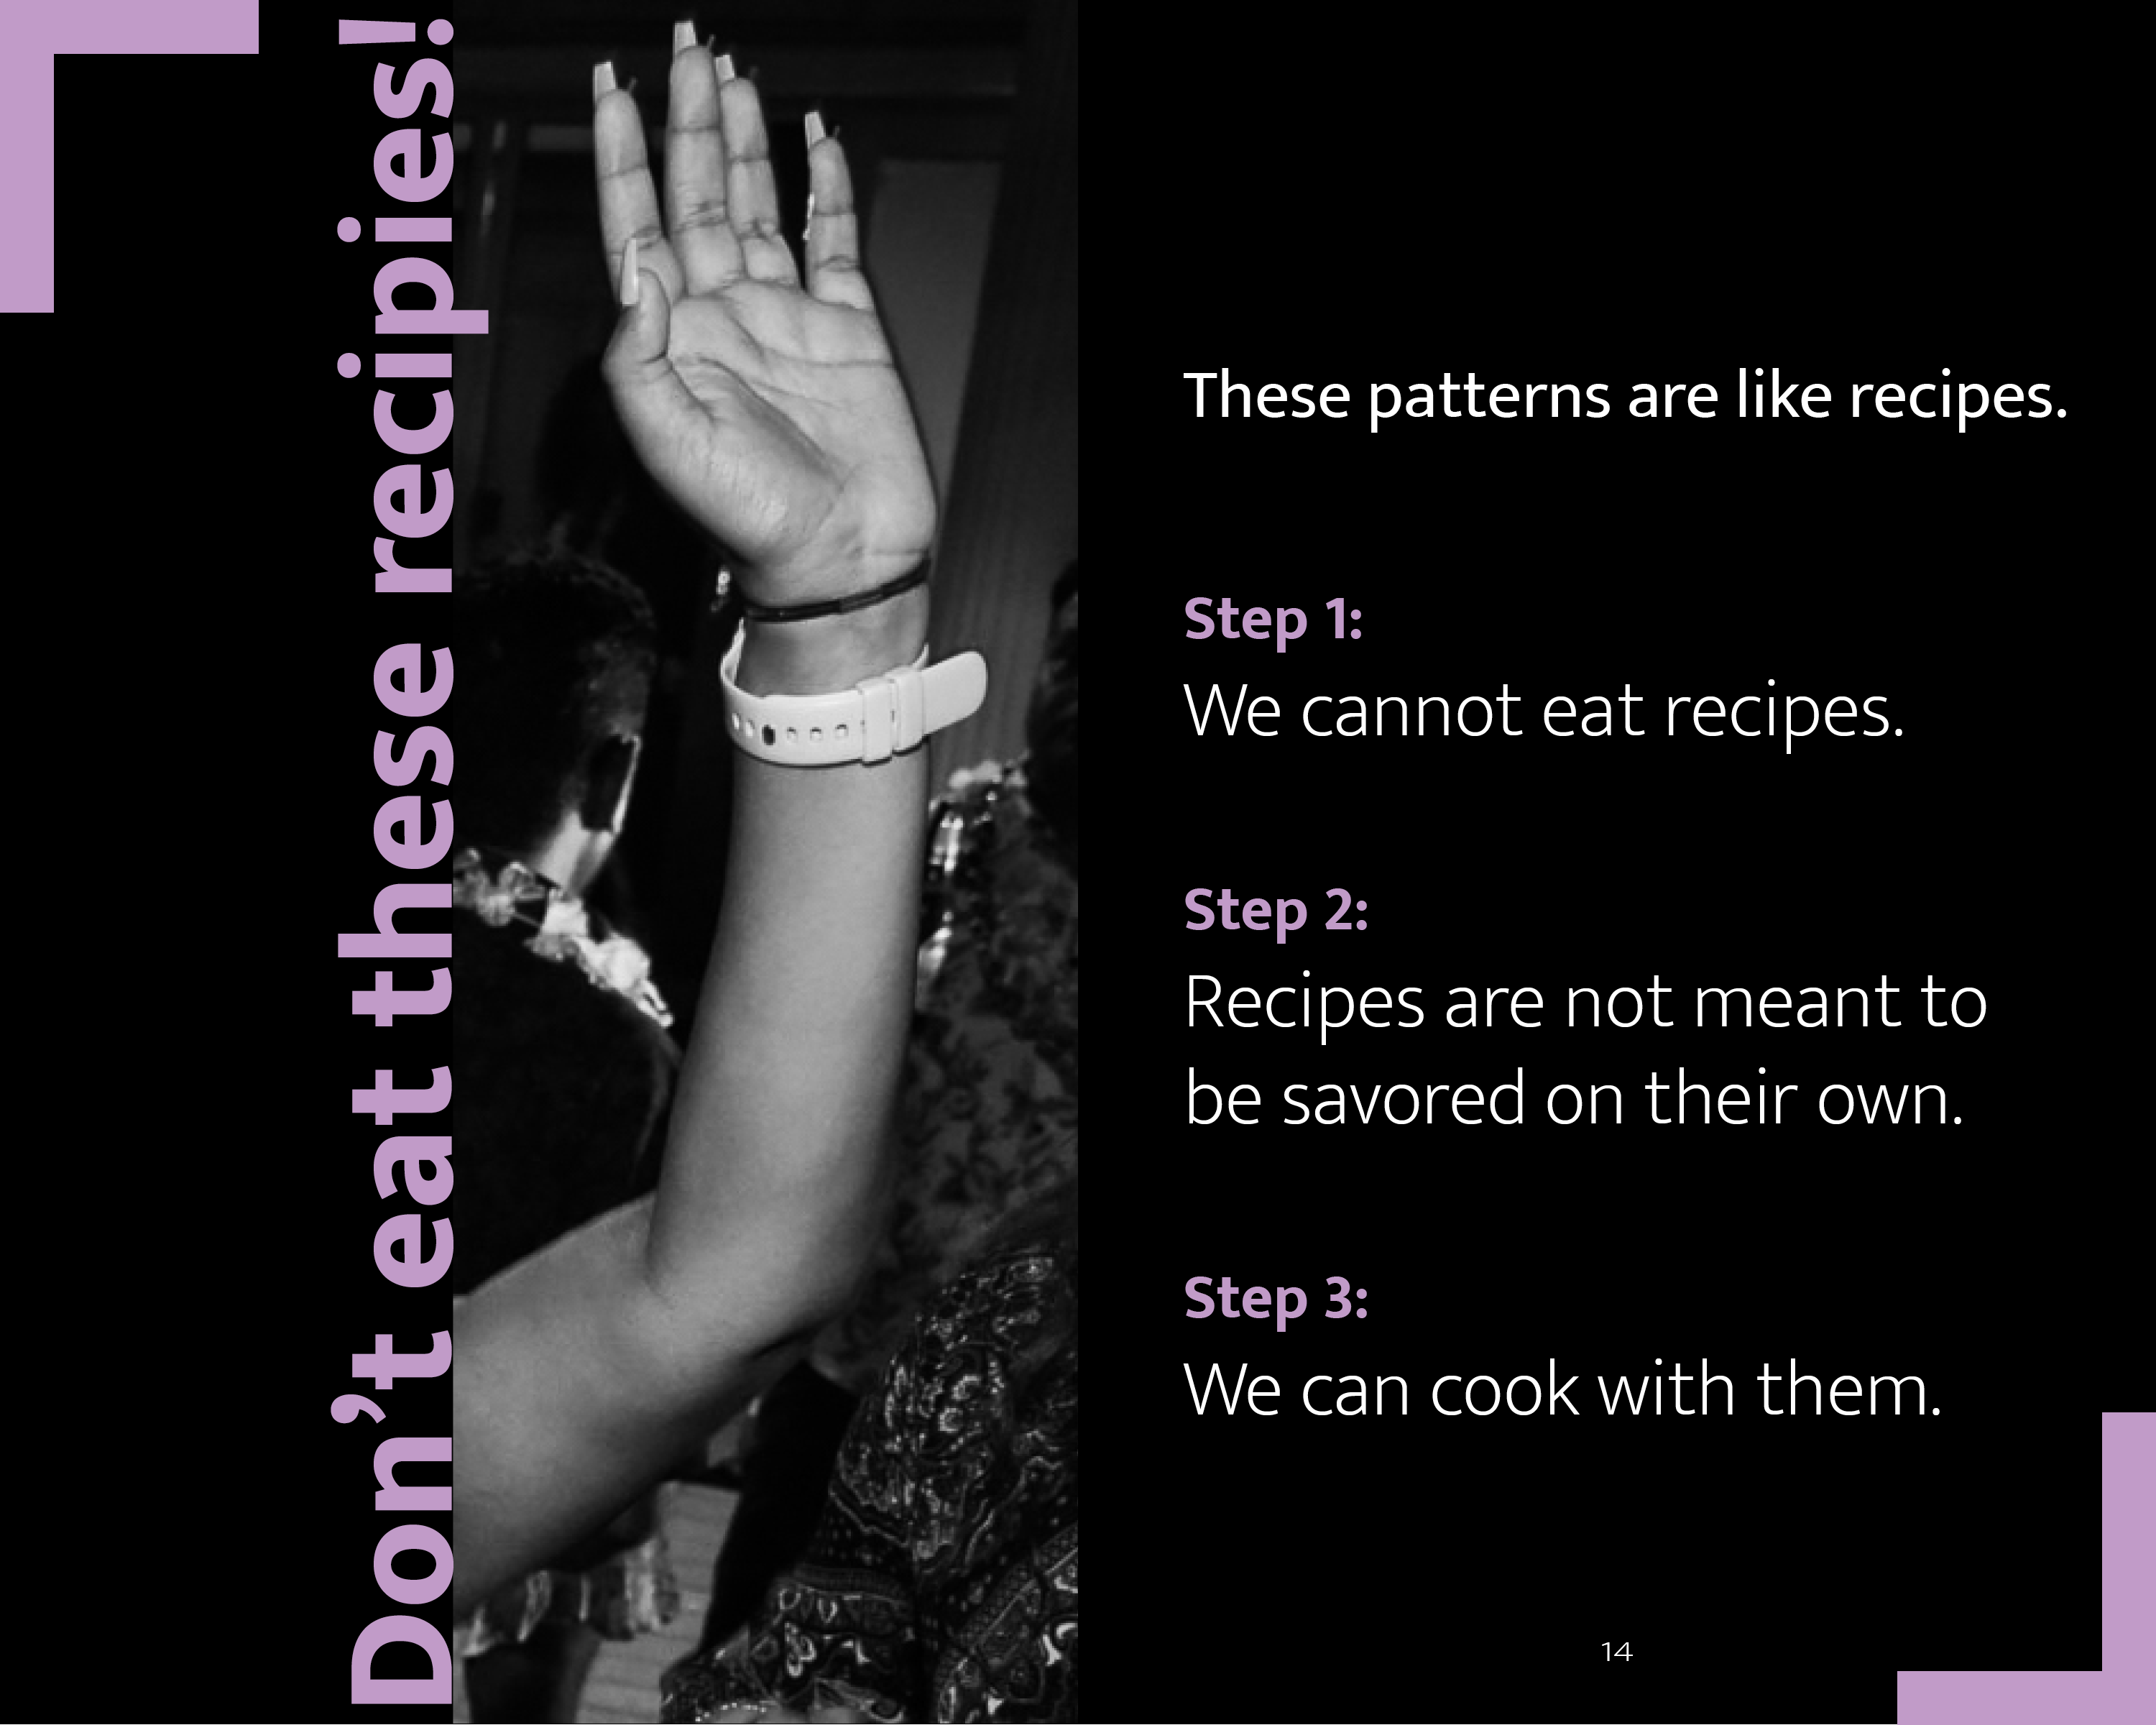 Don’t eat these recipies!
These patterns are like recipes.
Step 1:
We cannot eat recipes.
Step 2:
Recipes are not meant to
be savored on their own.
Step 3:
We can cook with them.
14